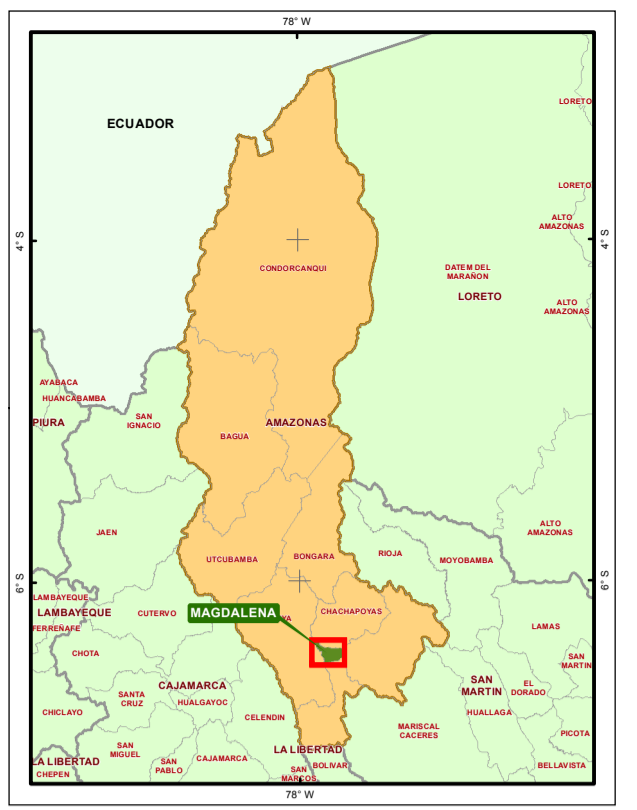 78° W
ECUADOR
LORETO
LORETO
ALTO
AMAZONAS
4° S
4° S
CONDORCANQUI
DATEM DEL
MARAÑON
LORETO
ALTO
AMAZONAS
AYABACA
HUANCABAMBA
PIURA
SAN
IGNACIO
AMAZONAS
BAGUA
JAEN
ALTO
AMAZONAS
UTCUBAMBA
BONGARA
RIOJA
MOYOBAMBA
6° S
6° S
LAMBAYEQUE
LAMBAYEQUE
FERREÑAFE
CUTERVO
MAGDALENA
YA
CHACHAPOYAS
LAMAS
CHOTA
SAN
MARTIN
CAJAMARCA
SANTA
CRUZ
HUALGAYOC
SAN
MARTIN
EL
DORADO
CHICLAYO
CELENDIN
HUALLAGA
MARISCAL
CACERES
PICOTA
SAN
MIGUEL
LA LIBERTAD
LA LIBERTAD
CHEPEN
SAN
PABLO
CAJAMARCA
SAN
MARCOS
BOLIVAR
BELLAVISTA
78° W